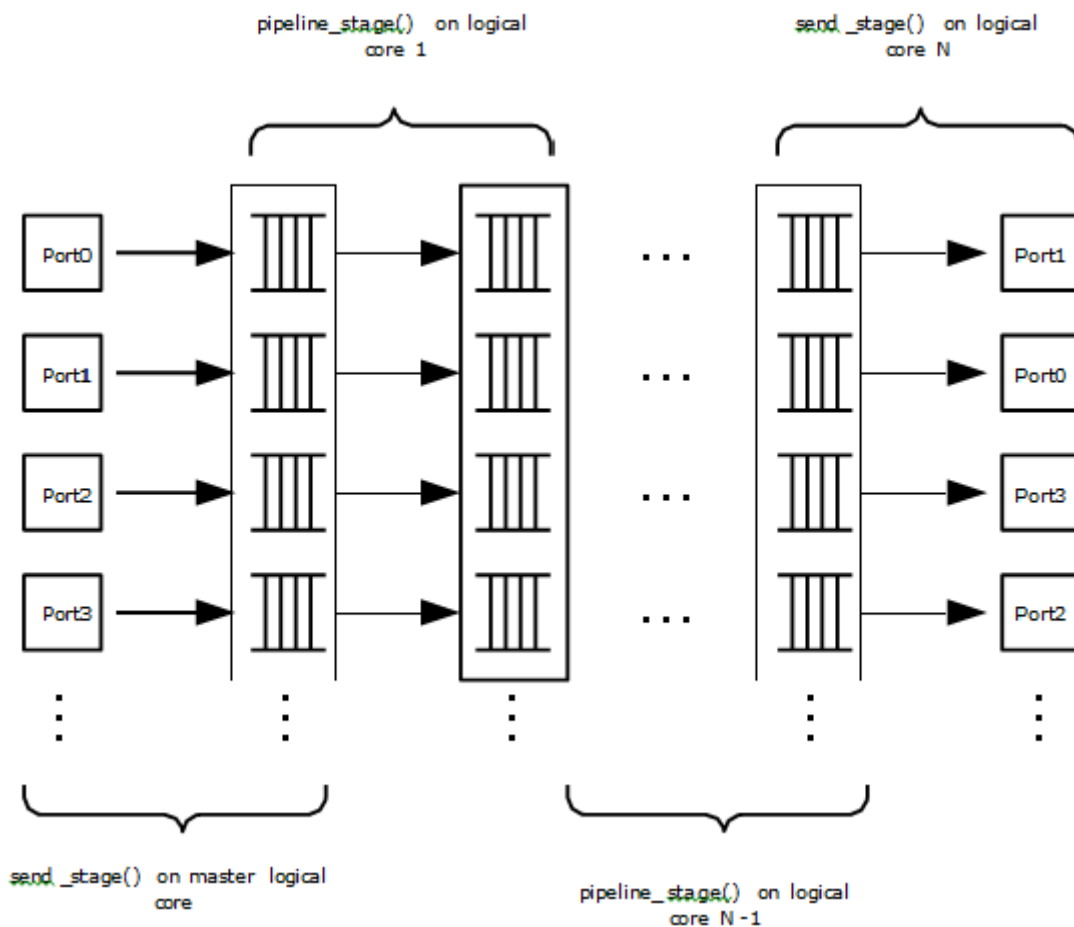 pipeline_stage() on logical
core 1
send _stage() on logical
core N
Port0
Port1
Port1
Port0
Port2
Port3
Port3
Port2
send _stage() on master logical
core
pipeline_stage() on logical
core N-1